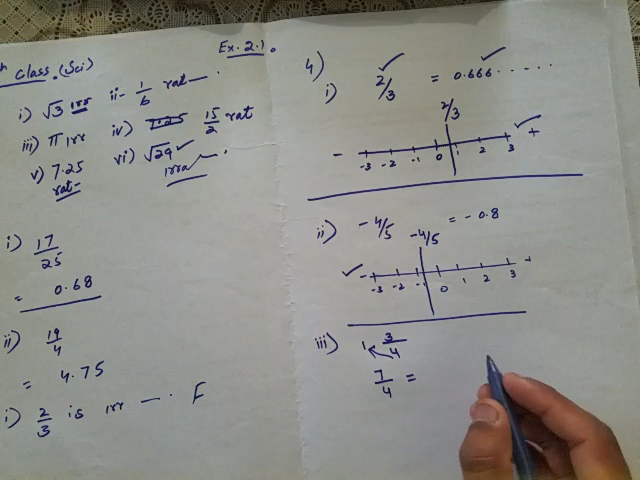 Ex. 2.1.
Class. (Sci)
i) √3 irr ii- 1/6 rat
iii) π irr iv) 15/2 rat
v) 7.25 rat- vi) √29 irra
i) 17/25
= 0.68
ii) 19/4
= 4.75
i) 2/3 is irr F
4)
i) 2/3 = 0.666 ......
2/3
- -3 -2 -1 0 1 2 3 +
ii) -4/5 = -0.8
-4/5
- -3 -2 -1 0 1 2 3 +
iii) 1 3/4
7/4 =